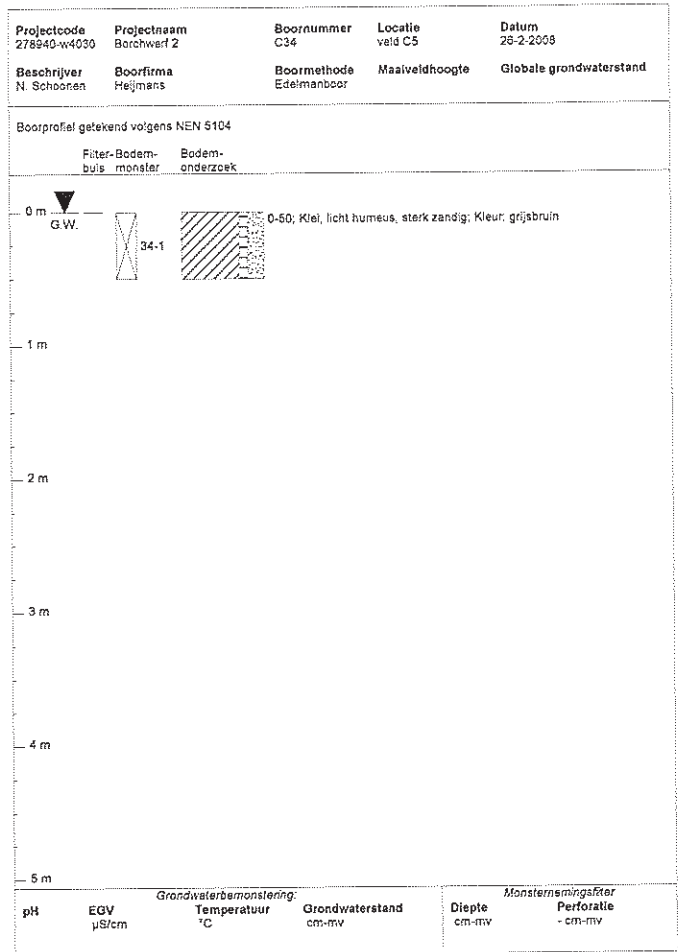 Projectcode Projectnaam Boornummer Locatie Datum
278940-w4030 Borchwerf 2 C34 veld C5 26-2-2008
Beschrijver Boorfirma Boormethode Maaiveldhoogte Globale grondwaterstand
N. Schoonen Heijmans Edelmanboor
Boorprofiel getekend volgens NEN 5104
Filter- Bodem- Bodem-
buis monster onderzoek
0 m
G.W.
0-50; Klei, licht humeus, sterk zandig; Kleur: grijsbruin
34-1
1 m
2 m
3 m
4 m
5 m
Grondwaterbemonstering: Monsternemingsfilter
pH EGV Temperatuur Grondwaterstand Diepte Perforatie
µS/cm °C cm-mv cm-mv - cm-mv